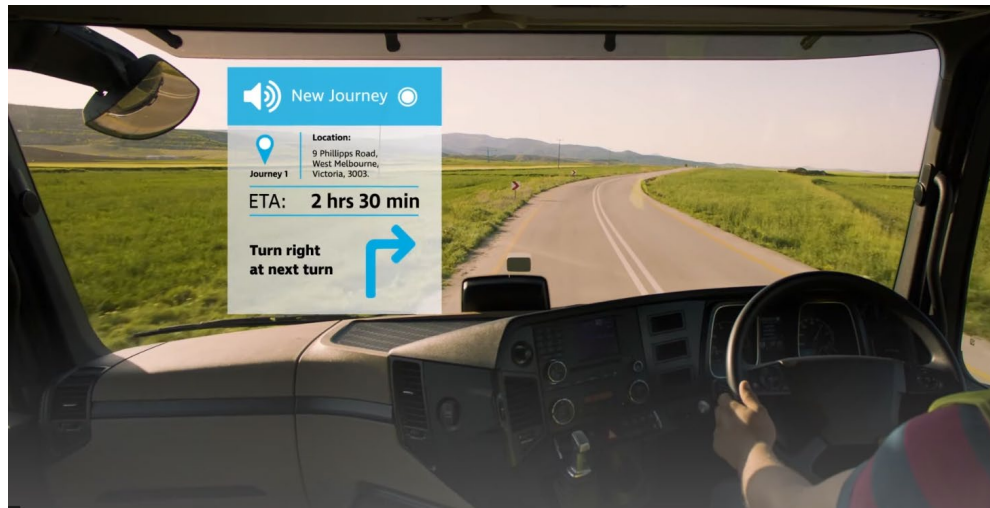 New Journey
Journey 1
Location:
9 Phillipps Road,
West Melbourne,
Victoria, 3003.
ETA: 2 hrs 30 min
Turn right
at next turn